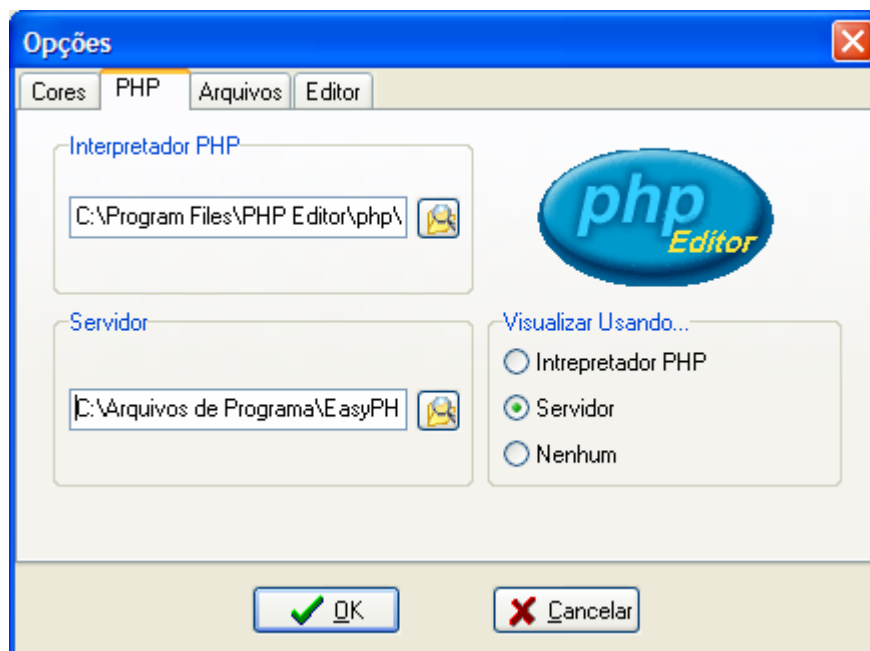 Opções
Cores PHP Arquivos Editor
Interpretador PHP
C:\Program Files\PHP Editor\php\
php
Editor
Servidor
C:\Arquivos de Programa\EasyPH
Visualizar Usando...
Intrepretador PHP
Servidor
Nenhum
OK Cancelar